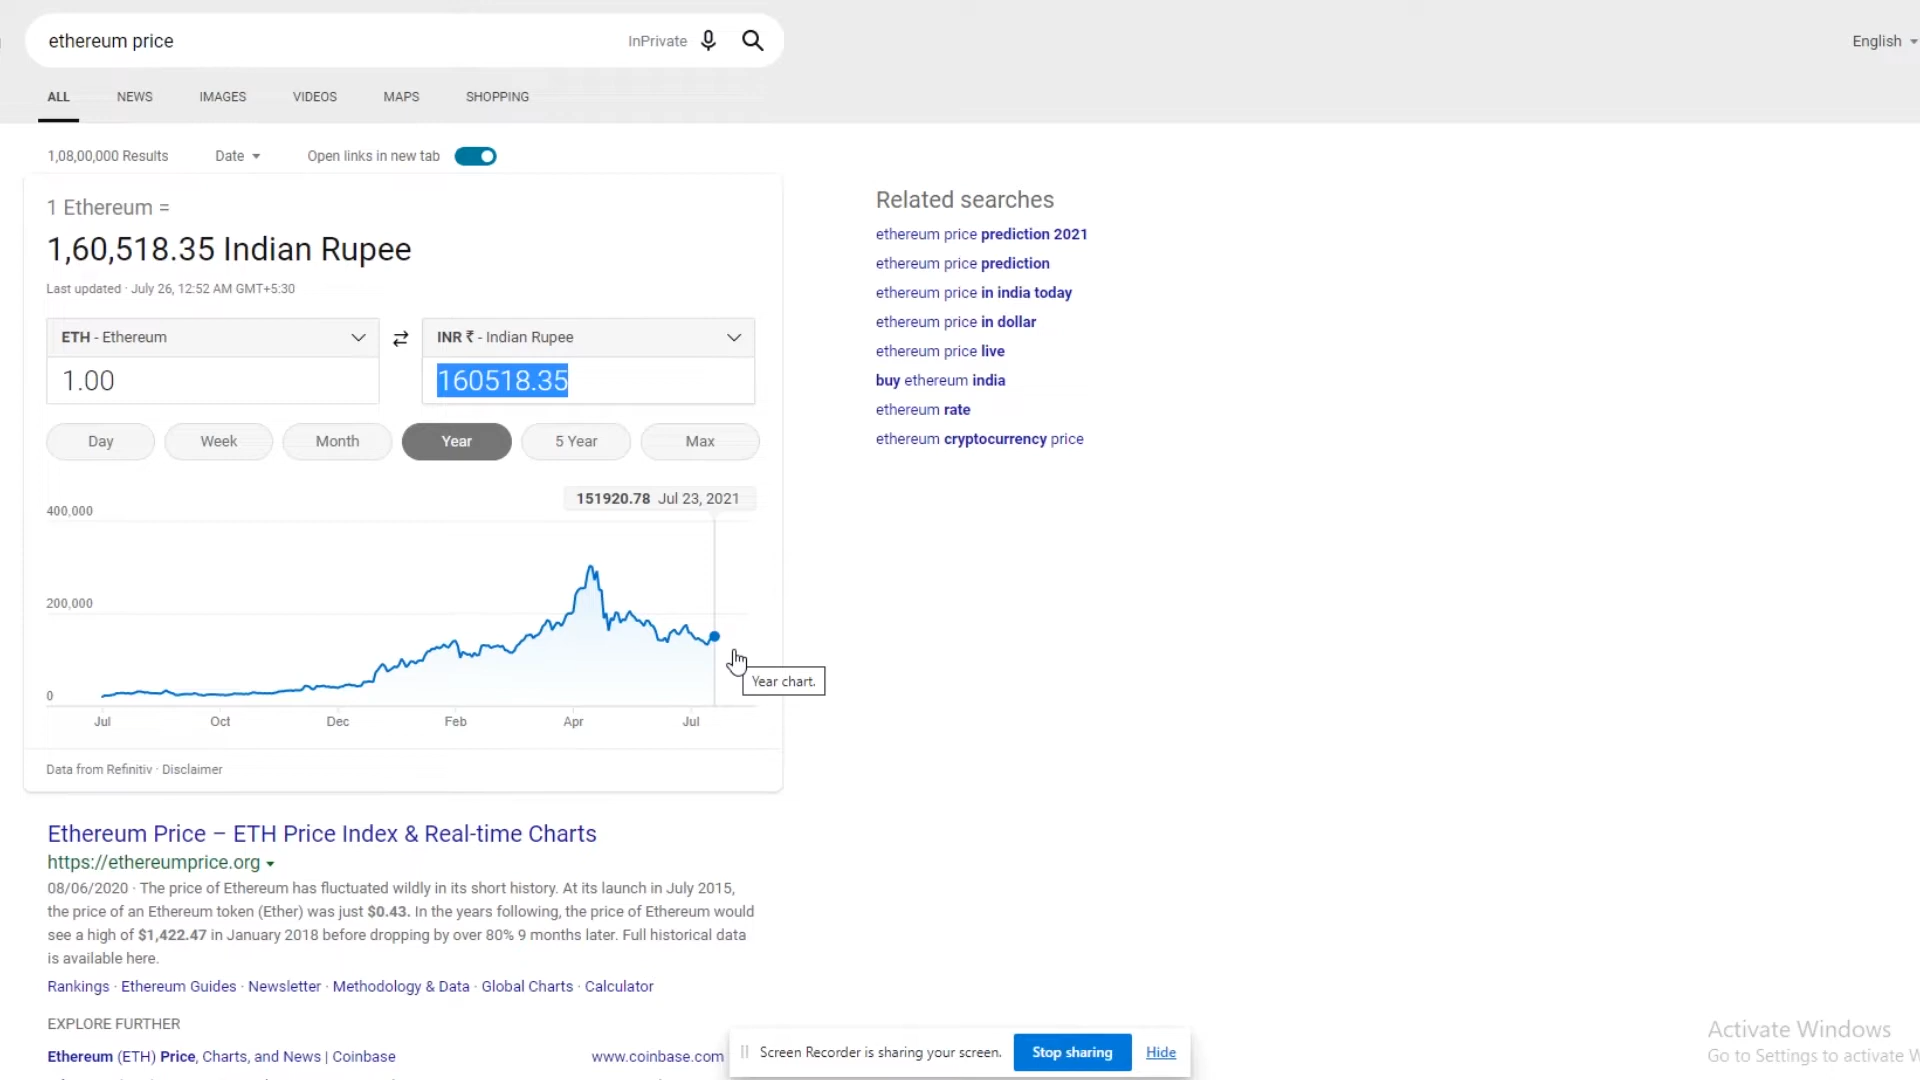 ethereum price
InPrivate
English
ALL NEWS IMAGES VIDEOS MAPS SHOPPING
1,08,00,000 Results Date Open links in new tab
1 Ethereum =
1,60,518.35 Indian Rupee
Last updated · July 26, 12:52 AM GMT+5:30
ETH - Ethereum
INR ₹ - Indian Rupee
1.00
160518.35
Day Week Month Year 5 Year Max
151920.78 Jul 23, 2021
400,000
200,000
0
Jul Oct Dec Feb Apr Jul
Year chart.
Data from Refinitiv · Disclaimer
Related searches
ethereum price prediction 2021
ethereum price prediction
ethereum price in india today
ethereum price in dollar
ethereum price live
buy ethereum india
ethereum rate
ethereum cryptocurrency price
Ethereum Price – ETH Price Index & Real-time Charts
https://ethereumprice.org
08/06/2020 · The price of Ethereum has fluctuated wildly in its short history. At its launch in July 2015,
the price of an Ethereum token (Ether) was just $0.43. In the years following, the price of Ethereum would
see a high of $1,422.47 in January 2018 before dropping by over 80% 9 months later. Full historical data
is available here.
Rankings · Ethereum Guides · Newsletter · Methodology & Data · Global Charts · Calculator
EXPLORE FURTHER
Ethereum (ETH) Price, Charts, and News | Coinbase
www.coinbase.com
Screen Recorder is sharing your screen. Stop sharing Hide
Activate Windows
Go to Settings to activate W